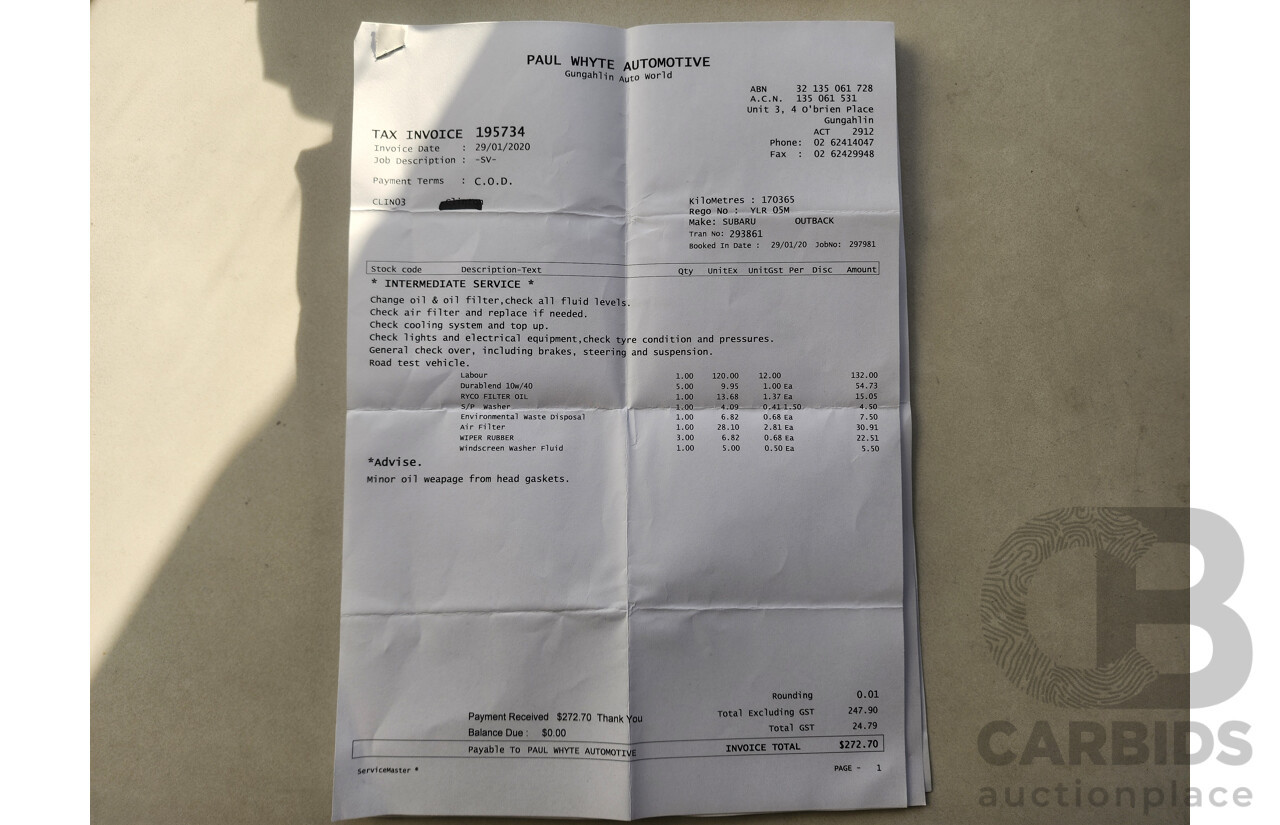 PAUL WHYTE AUTOMOTIVE
Gungahlin Auto World
ABN 32 135 061 728
A.C.N. 135 061 531
Unit 3, 4 O'brien Place
Gungahlin
ACT 2912
Phone: 02 62414047
Fax : 02 62429948
TAX INVOICE 195734
Invoice Date : 29/01/2020
Job Description : -SV-
Payment Terms : C.O.D.
CLIN03
KiloMetres : 170365
Rego No : YLR 05M
Make: SUBARU OUTBACK
Tran No: 293861
Booked In Date : 29/01/20 JobNo: 297981
Stock code Description-Text Qty UnitEx UnitGst Per Disc Amount
* INTERMEDIATE SERVICE *
Change oil & oil filter,check all fluid levels.
Check air filter and replace if needed.
Check cooling system and top up.
Check lights and electrical equipment,check tyre condition and pressures.
General check over, including brakes, steering and suspension.
Road test vehicle.
Labour 1.00 120.00 12.00 132.00
Durablend 10w/40 5.00 9.95 1.00 Ea 54.73
RYCO FILTER OIL 1.00 13.68 1.37 Ea 15.05
S/P Washer 1.00 4.09 0.41 1.50 4.50
Environmental Waste Disposal 1.00 6.82 0.68 Ea 7.50
Air Filter 1.00 28.10 2.81 Ea 30.91
WIPER RUBBER 3.00 6.82 0.68 Ea 22.51
Windscreen Washer Fluid 1.00 5.00 0.50 Ea 5.50
*Advise.
Minor oil weapage from head gaskets.
Rounding 0.01
Payment Received $272.70 Thank You Total Excluding GST 247.90
Balance Due : $0.00 Total GST 24.79
Payable To PAUL WHYTE AUTOMOTIVE INVOICE TOTAL $272.70
ServiceMaster * PAGE - 1
CB
CARBIDS
auctionplace